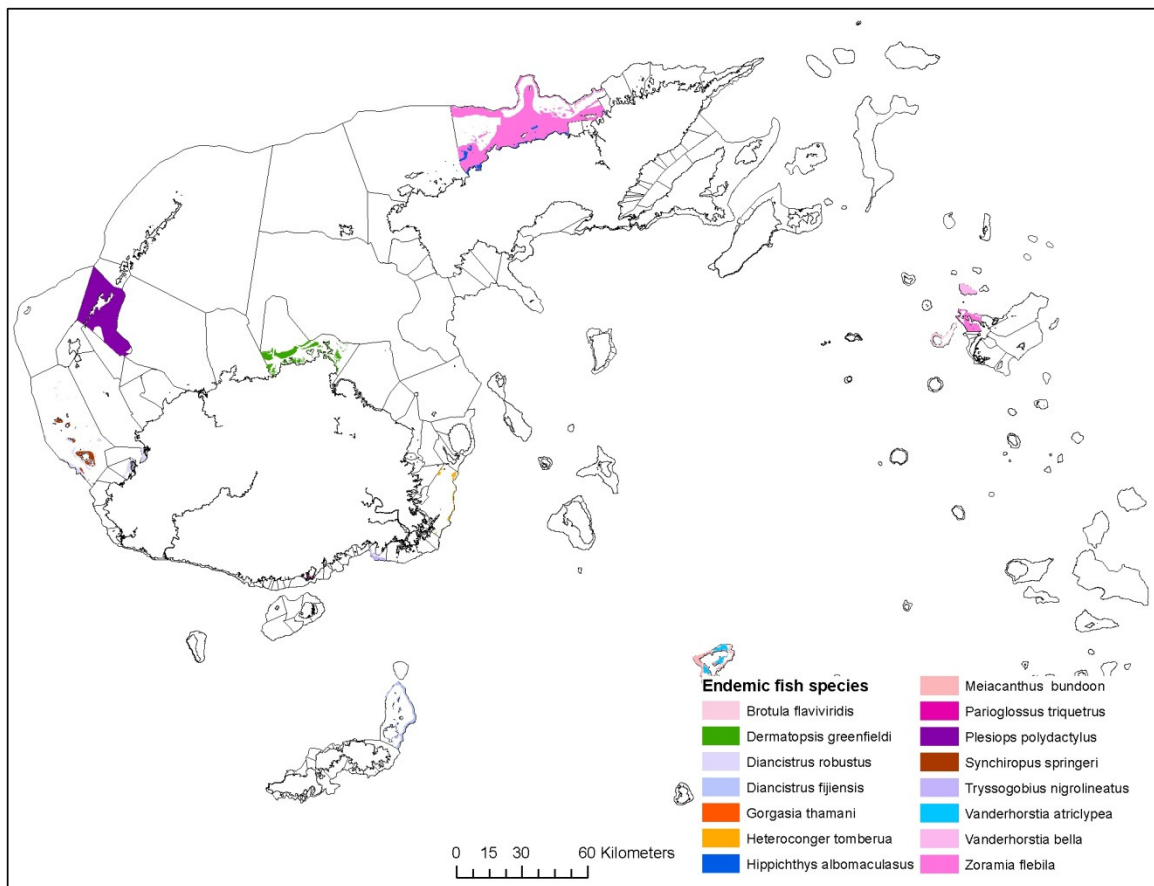 Endemic fish species
Brotula flaviviridis
Dermatopsis greenfieldi
Diancistrus robustus
Diancistrus fijiensis
Gorgasia thamani
Heteroconger tomberua
Hippichthys albomaculasus
Meiacanthus bundoon
Parioglossus triquetrus
Plesiops polydactylus
Synchiropus springeri
Tryssogobius nigrolineatus
Vanderhorstia atriclypea
Vanderhorstia bella
Zoramia flebila
0 15 30 60 Kilometers